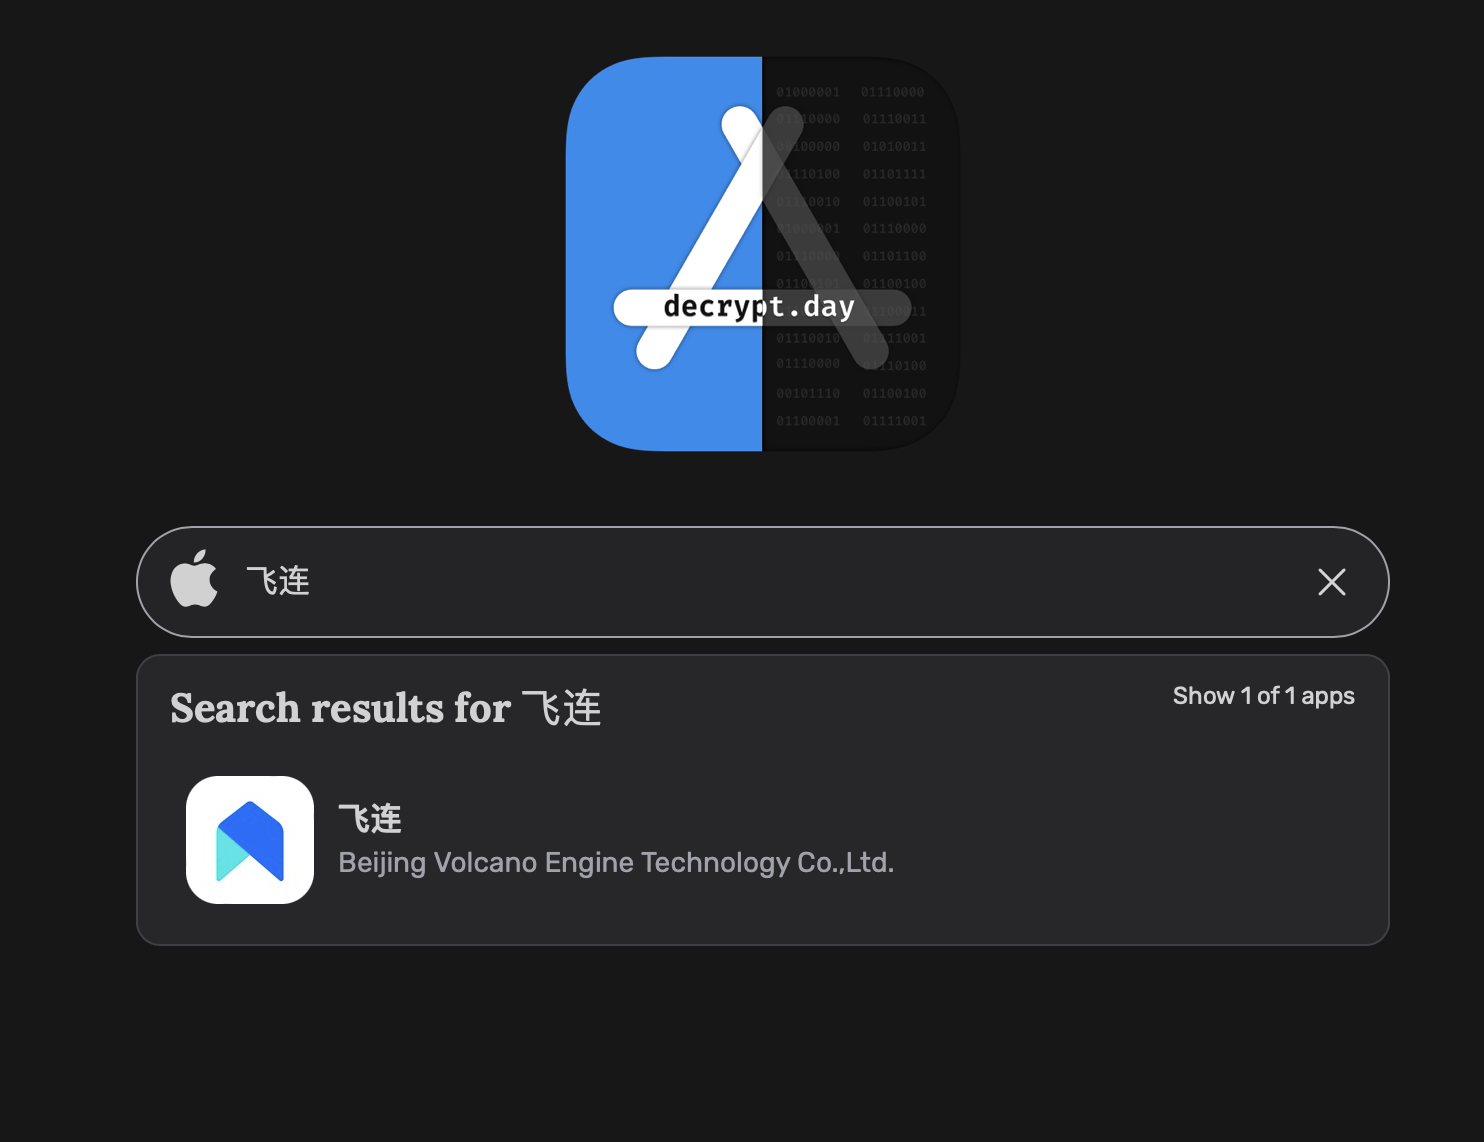 01000001 01110000
01110000 01110011
00100000 01010011
01110100 01101111
01110010 01100101
01000001 01110000
01110000 01101100
01100101 01100100
01110010 01111001
01110000 01110100
00101110 01100100
01100001 01111001
decrypt.day
飞连
Search results for 飞连
Show 1 of 1 apps
飞连
Beijing Volcano Engine Technology Co.,Ltd.